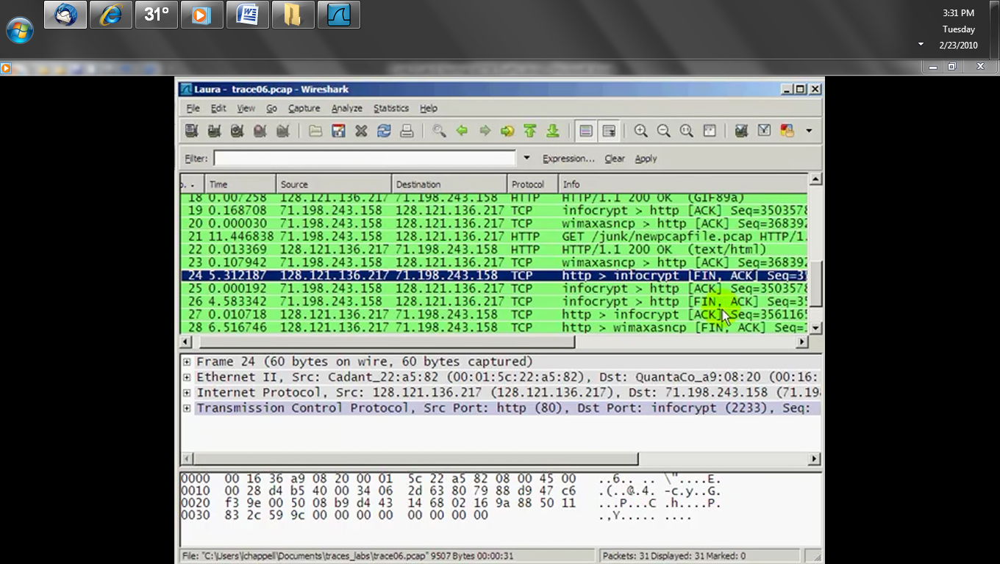 31°
3:31 PM
Tuesday
2/23/2010
Laura - trace06.pcap - Wireshark
File Edit View Go Capture Analyze Statistics Help
Filter: Expression... Clear Apply
o. - Time Source Destination Protocol Info
18 0.007258 128.121.136.217 71.198.243.158 HTTP HTTP/1.1 200 OK (GIF89a)
19 0.168708 71.198.243.158 128.121.136.217 TCP infocrypt > http [ACK] Seq=3503578
20 0.000030 71.198.243.158 128.121.136.217 TCP wimaxasncp > http [ACK] Seq=368392
21 11.446838 71.198.243.158 128.121.136.217 HTTP GET /junk/newpcapfile.pcap HTTP/1.
22 0.013369 128.121.136.217 71.198.243.158 HTTP HTTP/1.1 200 OK (text/html)
23 0.107942 71.198.243.158 128.121.136.217 TCP wimaxasncp > http [ACK] Seq=368392
24 5.312187 128.121.136.217 71.198.243.158 TCP http > infocrypt [FIN, ACK] Seq=3
25 0.000192 71.198.243.158 128.121.136.217 TCP infocrypt > http [ACK] Seq=3503578
26 4.583342 71.198.243.158 128.121.136.217 TCP infocrypt > http [FIN, ACK] Seq=35
27 0.010718 128.121.136.217 71.198.243.158 TCP http > infocrypt [ACK] Seq=3561165
28 6.516746 128.121.136.217 71.198.243.158 TCP http > wimaxasncp [FIN, ACK] Seq=
Frame 24 (60 bytes on wire, 60 bytes captured)
Ethernet II, Src: Cadant_22:a5:82 (00:01:5c:22:a5:82), Dst: QuantaCo_a9:08:20 (00:16:
Internet Protocol, Src: 128.121.136.217 (128.121.136.217), Dst: 71.198.243.158 (71.19
Transmission Control Protocol, Src Port: http (80), Dst Port: infocrypt (2233), Seq:
0000 00 16 36 a9 08 20 00 01 5c 22 a5 82 08 00 45 00 ..6.. .. \"....E.
0010 00 28 d4 b5 40 00 34 06 2d 63 80 79 88 d9 47 c6 .(..@.4. -c.y..G.
0020 f3 9e 00 50 08 b9 d4 43 14 68 02 16 9a 88 50 11 ...P...C .h....P.
0030 83 2c 59 9c 00 00 00 00 00 00 00 00 .,Y..... ....
File: "C:\Users\lchappell\Documents\traces_labs\trace06.pcap" 9507 Bytes 00:00:31 Packets: 31 Displayed: 31 Marked: 0